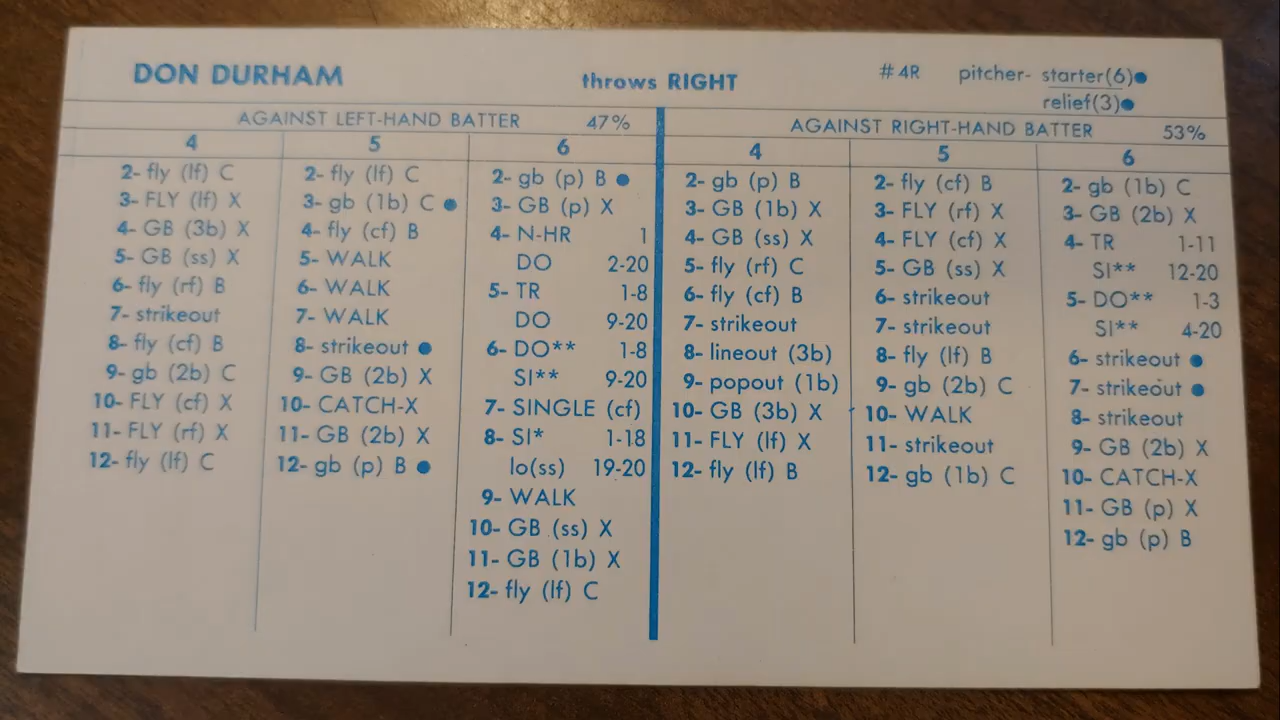 DON DURHAM throws RIGHT #4R pitcher- starter(6)●
relief(3)●
AGAINST LEFT-HAND BATTER 47%
4
2- fly (lf) C
3- FLY (lf) X
4- GB (3b) X
5- GB (ss) X
6- fly (rf) B
7- strikeout
8- fly (cf) B
9- gb (2b) C
10- FLY (cf) X
11- FLY (rf) X
12- fly (lf) C
5
2- fly (lf) C
3- gb (1b) C ●
4- fly (cf) B
5- WALK
6- WALK
7- WALK
8- strikeout ●
9- GB (2b) X
10- CATCH-X
11- GB (2b) X
12- gb (p) B ●
6
2- gb (p) B ●
3- GB (p) X
4- N-HR 1
DO 2-20
5- TR 1-8
DO 9-20
6- DO** 1-8
SI** 9-20
7- SINGLE (cf)
8- SI* 1-18
lo(ss) 19-20
9- WALK
10- GB (ss) X
11- GB (1b) X
12- fly (lf) C
AGAINST RIGHT-HAND BATTER 53%
4
2- gb (p) B
3- GB (1b) X
4- GB (ss) X
5- fly (rf) C
6- fly (cf) B
7- strikeout
8- lineout (3b)
9- popout (1b)
10- GB (3b) X
11- FLY (lf) X
12- fly (lf) B
5
2- fly (cf) B
3- FLY (rf) X
4- FLY (cf) X
5- GB (ss) X
6- strikeout
7- strikeout
8- fly (lf) B
9- gb (2b) C
10- WALK
11- strikeout
12- gb (1b) C
6
2- gb (1b) C
3- GB (2b) X
4- TR 1-11
SI** 12-20
5- DO** 1-3
SI** 4-20
6- strikeout ●
7- strikeout ●
8- strikeout
9- GB (2b) X
10- CATCH-X
11- GB (p) X
12- gb (p) B